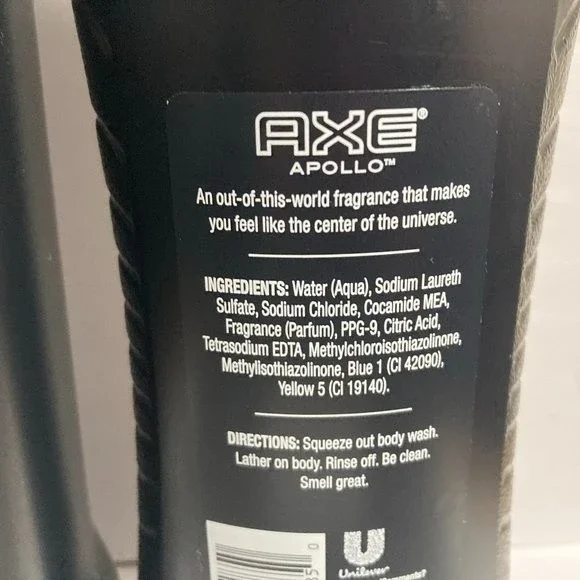 AXE®
APOLLO™
An out-of-this-world fragrance that makes
you feel like the center of the universe.
INGREDIENTS: Water (Aqua), Sodium Laureth
Sulfate, Sodium Chloride, Cocamide MEA,
Fragrance (Parfum), PPG-9, Citric Acid,
Tetrasodium EDTA, Methylchloroisothiazolinone,
Methylisothiazolinone, Blue 1 (CI 42090),
Yellow 5 (CI 19140).
DIRECTIONS: Squeeze out body wash.
Lather on body. Rinse off. Be clean.
Smell great.
Unilever